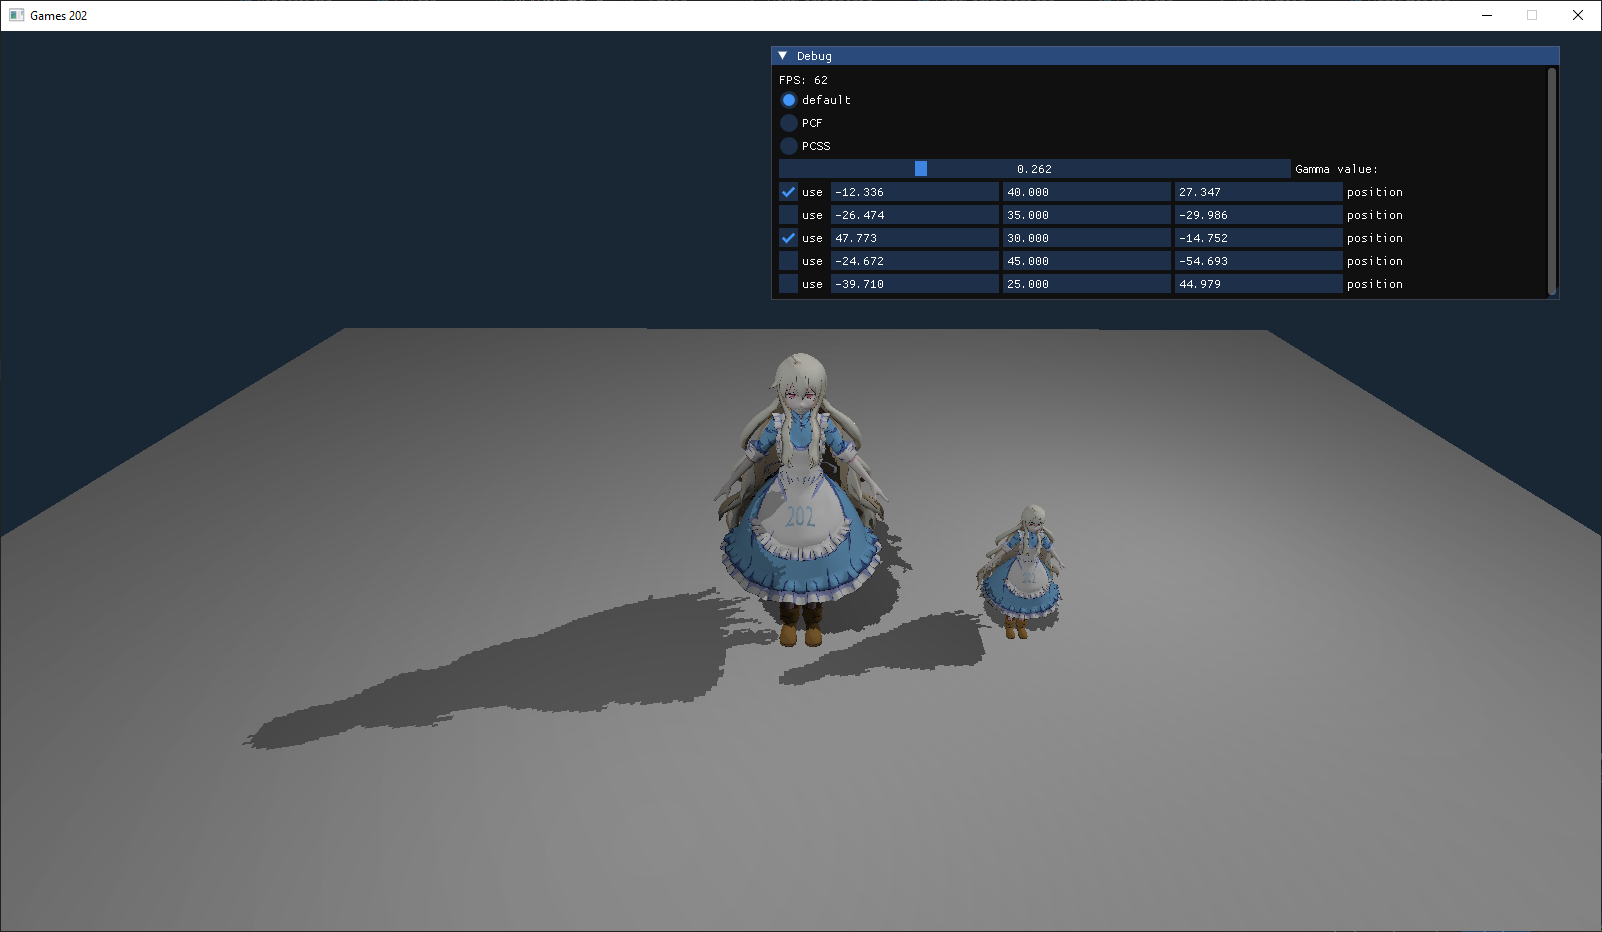 Games 202
Debug
FPS: 62
default
PCF
PCSS
0.262 Gamma value:
use -12.336 40.000 27.347 position
use -26.474 35.000 -29.986 position
use 47.773 30.000 -14.752 position
use -24.672 45.000 -54.693 position
use -39.710 25.000 44.979 position
202
202